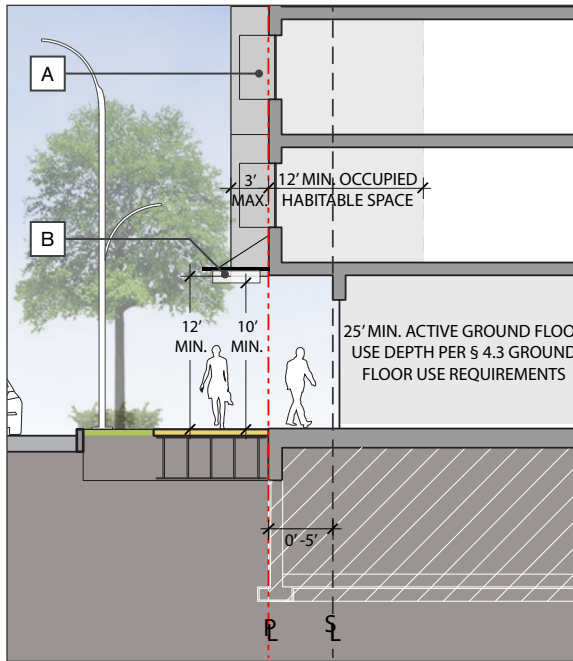 A
3’ MAX.
12’ MIN. OCCUPIED
HABITABLE SPACE
B
12’ MIN.
10’ MIN.
25’ MIN. ACTIVE GROUND FLOO
USE DEPTH PER § 4.3 GROUND
FLOOR USE REQUIREMENTS
0’ -5’
PL
SL